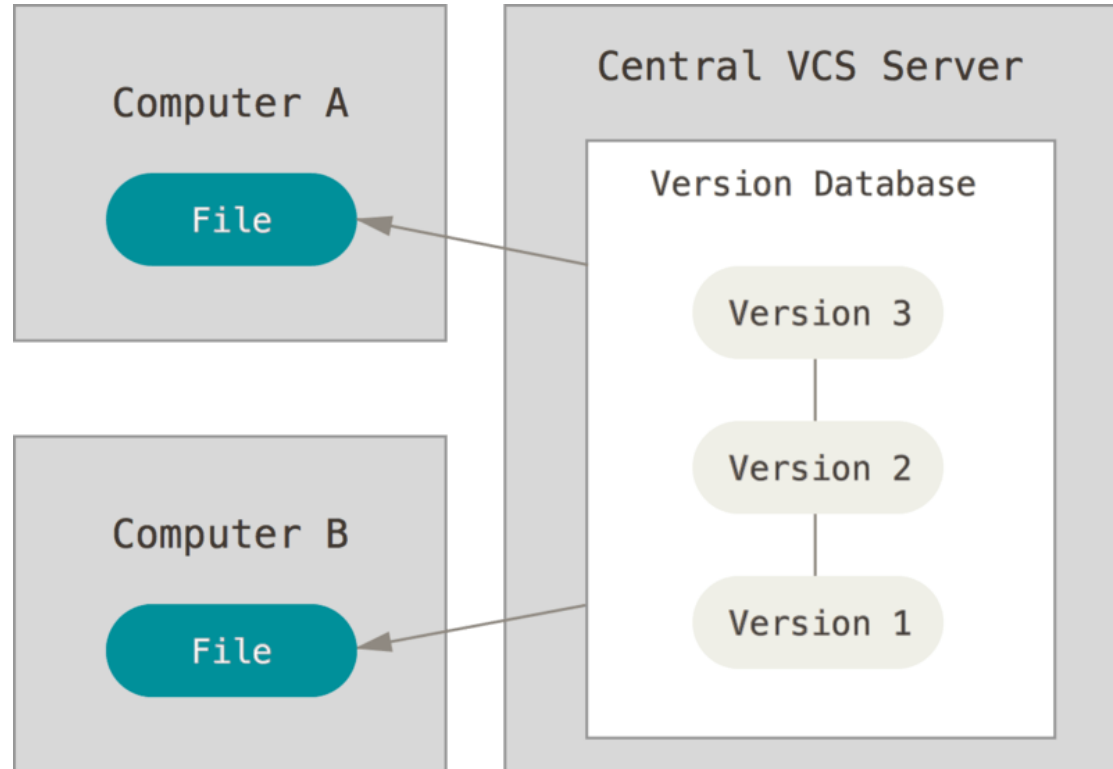 Computer A
File
Computer B
File
Central VCS Server
Version Database
Version 3
Version 2
Version 1